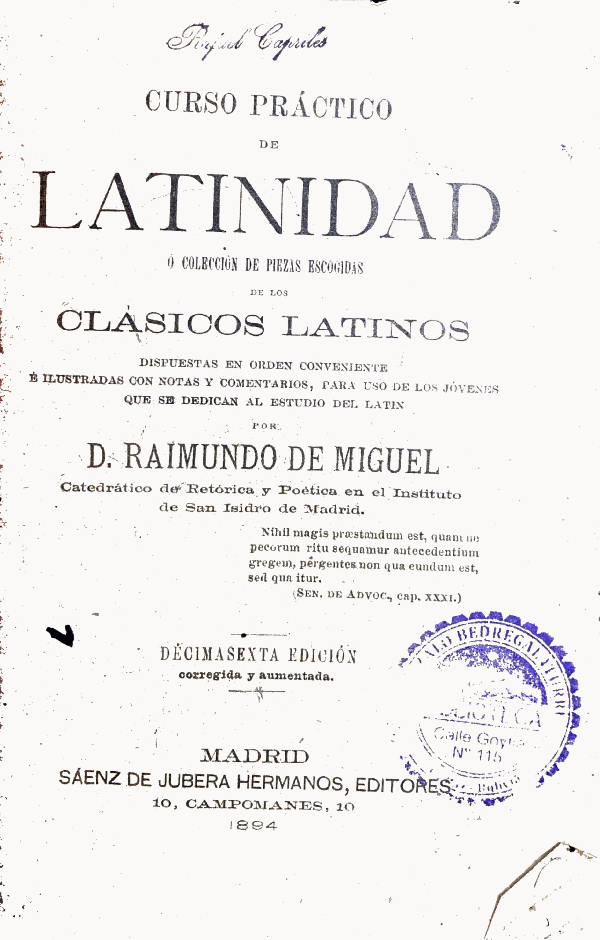 Rafael Capriles
CURSO PRÁCTICO
DE
LATINIDAD
Ó COLECCIÓN DE PIEZAS ESCOGIDAS
DE LOS
CLÁSICOS LATINOS
DISPUESTAS EN ORDEN CONVENIENTE
É ILUSTRADAS CON NOTAS Y COMENTARIOS, PARA USO DE LOS JÓVENES
QUE SE DEDICAN AL ESTUDIO DEL LATIN
POR
D. RAIMUNDO DE MIGUEL
Catedrático de Retórica y Poética en el Instituto
de San Isidro de Madrid.
Nihil magis præstandum est, quam ne
pecorum ritu sequamur antecedentium
gregem, pergentes non qua eundum est,
sed qua itur.
(SEN. DE ADVOC., cap. XXXI.)
DÉCIMASEXTA EDICIÓN
corregida y aumentada.
BEDREGAL ITURRI
Calle
N° 115
Bolivia
MADRID
SÁENZ DE JUBERA HERMANOS, EDITORES
10, CAMPOMANES, 10
1894